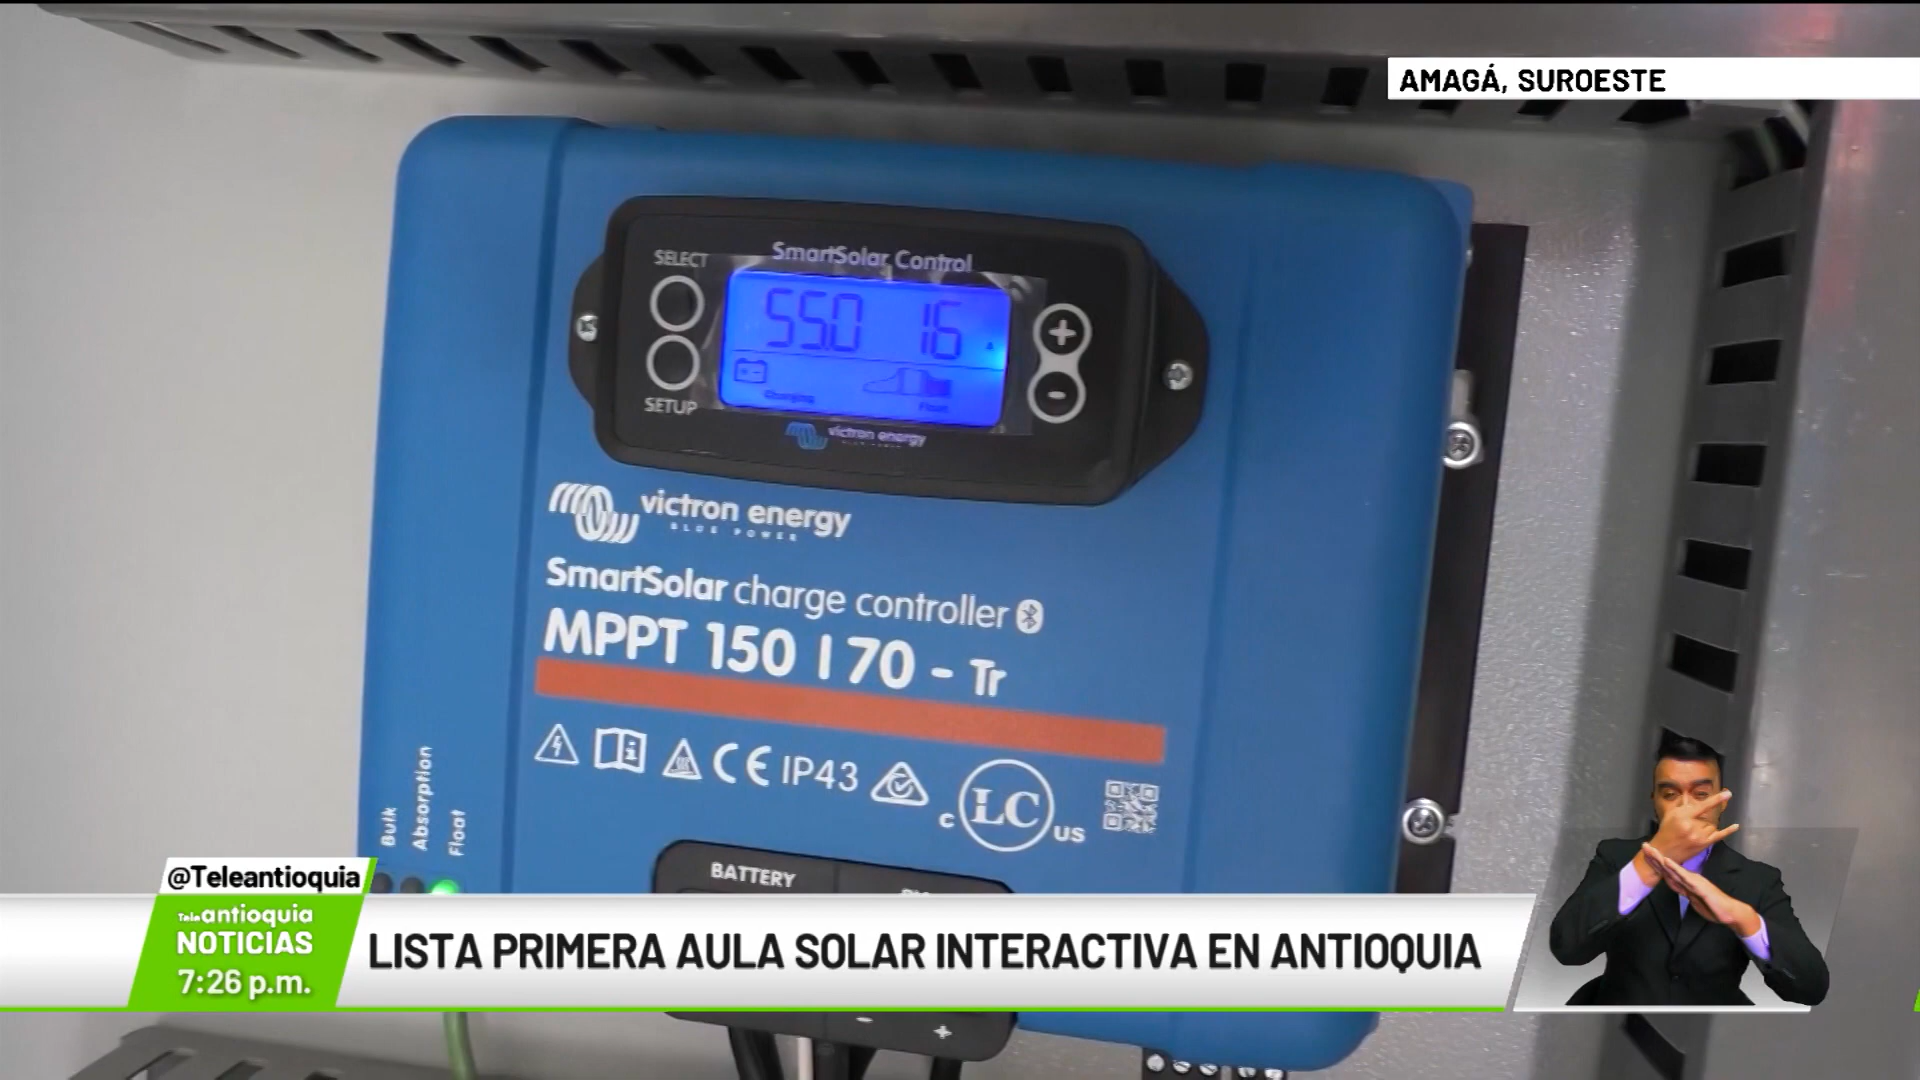 AMAGÁ, SUROESTE
SmartSolar Control
SELECT
55.0 16
Charging
Float
SETUP
victron energy
victron energy
BLUE POWER
SmartSolar charge controller
MPPT 150 | 70 - Tr
CE IP43
c LC US
Bulk
Absorption
Float
BATTERY
@Teleantioquia
Teleantioquia
NOTICIAS
7:26 p.m.
LISTA PRIMERA AULA SOLAR INTERACTIVA EN ANTIOQUIA